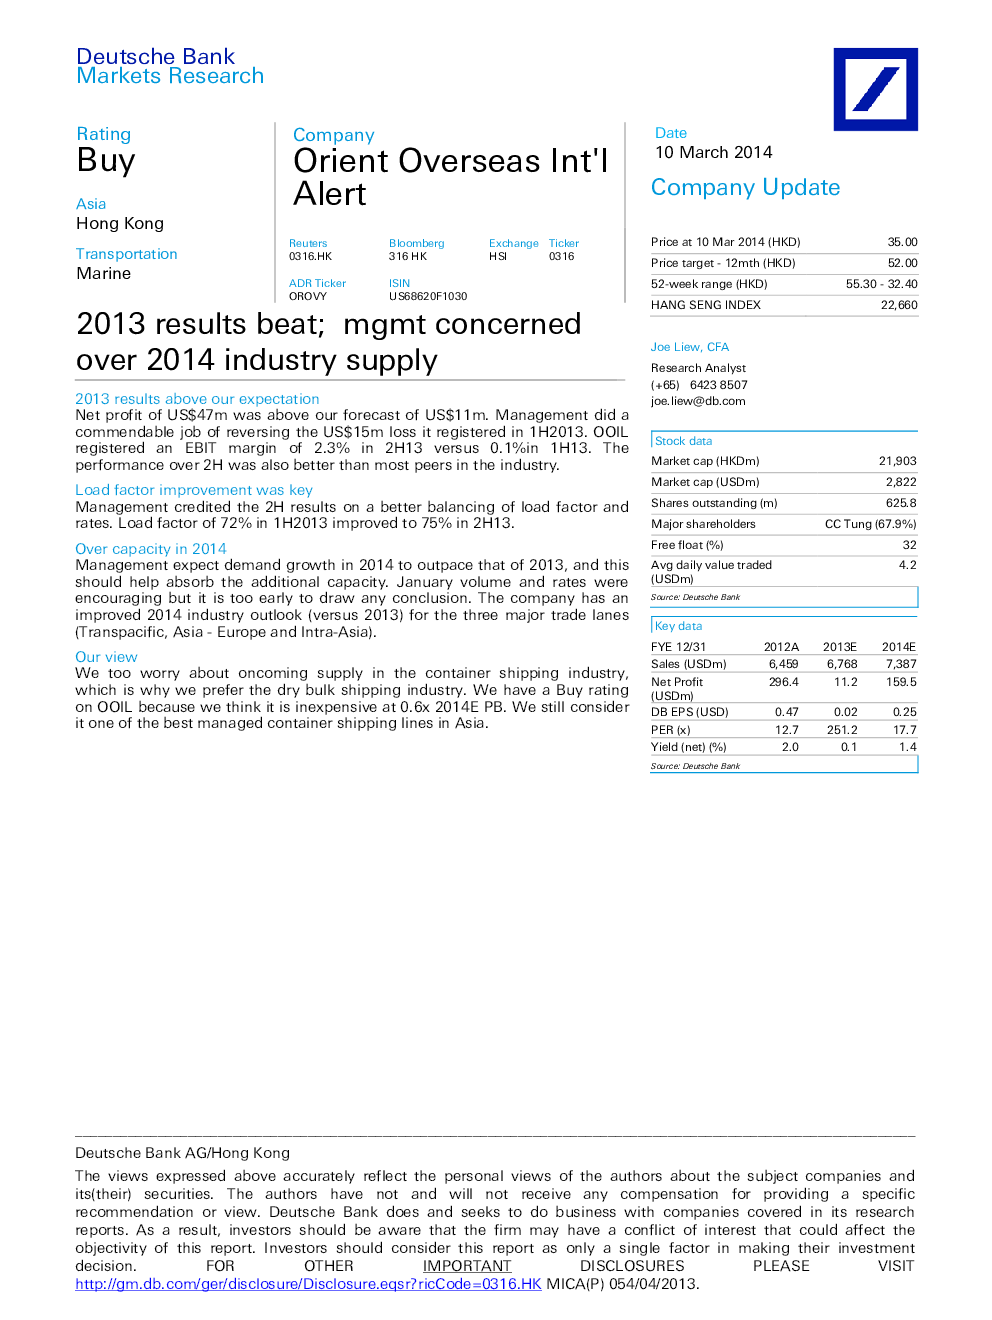 Deutsche Bank
Markets Research
Rating
Buy
Asia
Hong Kong
Transportation
Marine
Company
Orient Overseas Int'l
Alert
Reuters Bloomberg Exchange Ticker
0316.HK 316 HK HSI 0316
ADR Ticker ISIN
OROVY US68620F1030
Date
10 March 2014
Company Update
Price at 10 Mar 2014 (HKD) 35.00
Price target - 12mth (HKD) 52.00
52-week range (HKD) 55.30 - 32.40
HANG SENG INDEX 22,660
2013 results beat; mgmt concerned
over 2014 industry supply
2013 results above our expectation
Net profit of US$47m was above our forecast of US$11m. Management did a
commendable job of reversing the US$15m loss it registered in 1H2013. OOIL
registered an EBIT margin of 2.3% in 2H13 versus 0.1%in 1H13. The
performance over 2H was also better than most peers in the industry.
Load factor improvement was key
Management credited the 2H results on a better balancing of load factor and
rates. Load factor of 72% in 1H2013 improved to 75% in 2H13.
Over capacity in 2014
Management expect demand growth in 2014 to outpace that of 2013, and this
should help absorb the additional capacity. January volume and rates were
encouraging but it is too early to draw any conclusion. The company has an
improved 2014 industry outlook (versus 2013) for the three major trade lanes
(Transpacific, Asia - Europe and Intra-Asia).
Our view
We too worry about oncoming supply in the container shipping industry,
which is why we prefer the dry bulk shipping industry. We have a Buy rating
on OOIL because we think it is inexpensive at 0.6x 2014E PB. We still consider
it one of the best managed container shipping lines in Asia.
Joe Liew, CFA
Research Analyst
(+65) 6423 8507
joe.liew@db.com
Stock data
Market cap (HKDm) 21,903
Market cap (USDm) 2,822
Shares outstanding (m) 625.8
Major shareholders CC Tung (67.9%)
Free float (%) 32
Avg daily value traded 4.2
(USDm)
Source: Deutsche Bank
Key data
FYE 12/31 2012A 2013E 2014E
Sales (USDm) 6,459 6,768 7,387
Net Profit 296.4 11.2 159.5
(USDm)
DB EPS (USD) 0.47 0.02 0.25
PER (x) 12.7 251.2 17.7
Yield (net) (%) 2.0 0.1 1.4
Source: Deutsche Bank
Deutsche Bank AG/Hong Kong
The views expressed above accurately reflect the personal views of the authors about the subject companies and
its(their) securities. The authors have not and will not receive any compensation for providing a specific
recommendation or view. Deutsche Bank does and seeks to do business with companies covered in its research
reports. As a result, investors should be aware that the firm may have a conflict of interest that could affect the
objectivity of this report. Investors should consider this report as only a single factor in making their investment
decision. FOR OTHER IMPORTANT DISCLOSURES PLEASE VISIT
http://gm.db.com/ger/disclosure/Disclosure.eqsr?ricCode=0316.HK MICA(P) 054/04/2013.